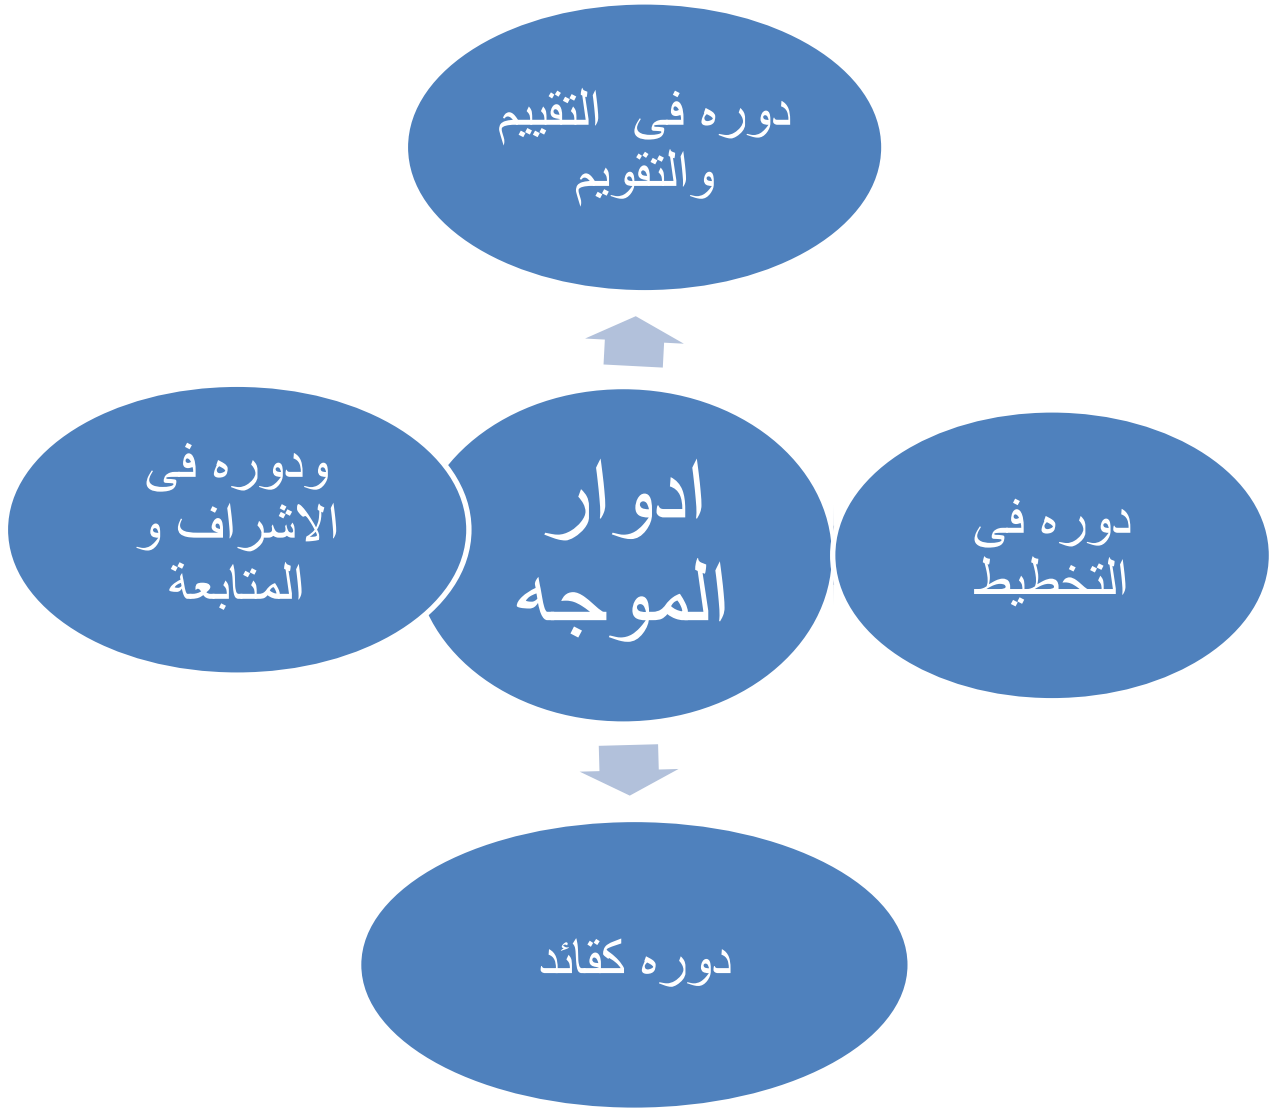 دوره فى التقييم
والتقويم
ادوار
الموجه
دوره فى
التخطيط
ودوره فى
الاشراف و
المتابعة
دوره كقائد